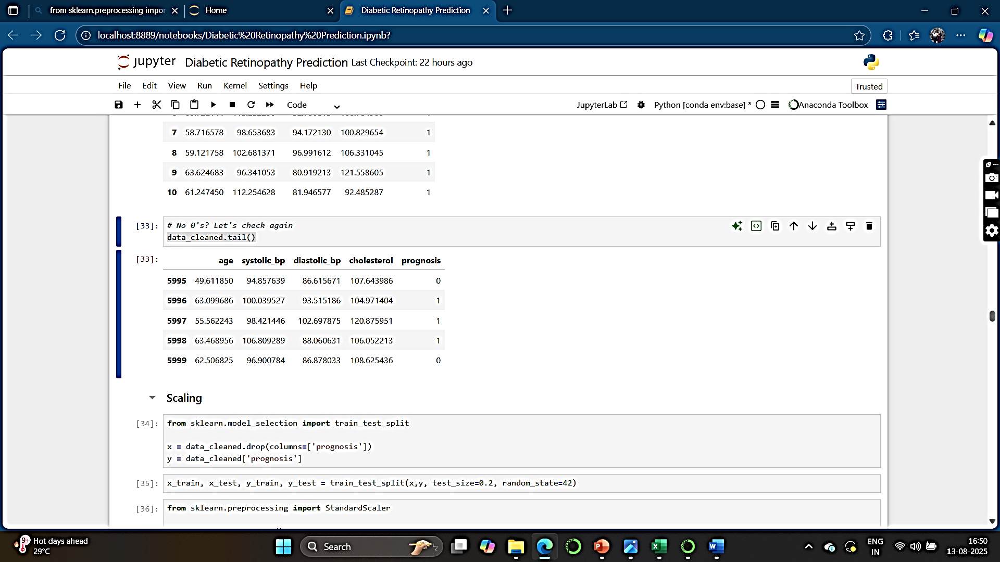 from sklearn.preprocessing impor
Home
Diabetic Retinopathy Prediction
localhost:8889/notebooks/Diabetic%20Retinopathy%20Prediction.ipynb?
jupyter Diabetic Retinopathy Prediction Last Checkpoint: 22 hours ago
File Edit View Run Kernel Settings Help
Trusted
Code
JupyterLab
Python [conda env:base] *
Anaconda Toolbox
7 58.716578 98.653683 94.172130 100.829654 1
8 59.121758 102.681371 96.991612 106.331045 1
9 63.624683 96.341053 80.919213 121.558605 1
10 61.247450 112.254628 81.946577 92.485287 1
[33]: # No 0's? Let's check again
data_cleaned.tail()
[33]: age systolic_bp diastolic_bp cholesterol prognosis
5995 49.611850 94.857639 86.615671 107.643986 0
5996 63.099686 100.039527 93.515186 104.971404 1
5997 55.562243 98.421446 102.697875 120.875951 1
5998 63.468956 106.809289 88.060631 106.052213 1
5999 62.506825 96.900784 86.878033 108.625436 0
Scaling
[34]: from sklearn.model_selection import train_test_split
x = data_cleaned.drop(columns=['prognosis'])
y = data_cleaned['prognosis']
[35]: x_train, x_test, y_train, y_test = train_test_split(x,y, test_size=0.2, random_state=42)
[36]: from sklearn.preprocessing import StandardScaler
9+ Hot days ahead
29°C
Search
ENG
IN
16:50
13-08-2025